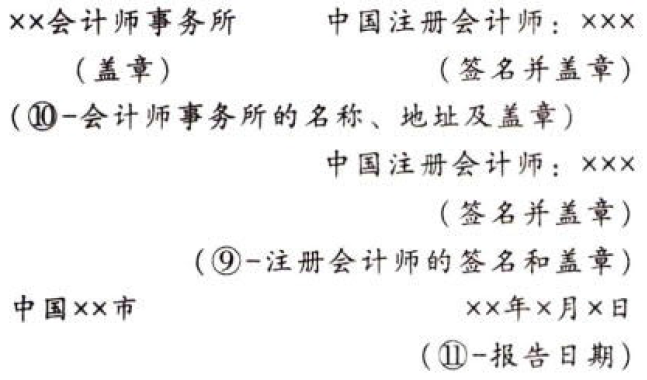 ××会计师事务所 中国注册会计师：×××
（盖章） （签名并盖章）
（⑩-会计师事务所的名称、地址及盖章）
中国注册会计师：×××
（签名并盖章）
（⑨-注册会计师的签名和盖章）
中国××市 ××年×月×日
（⑪-报告日期）